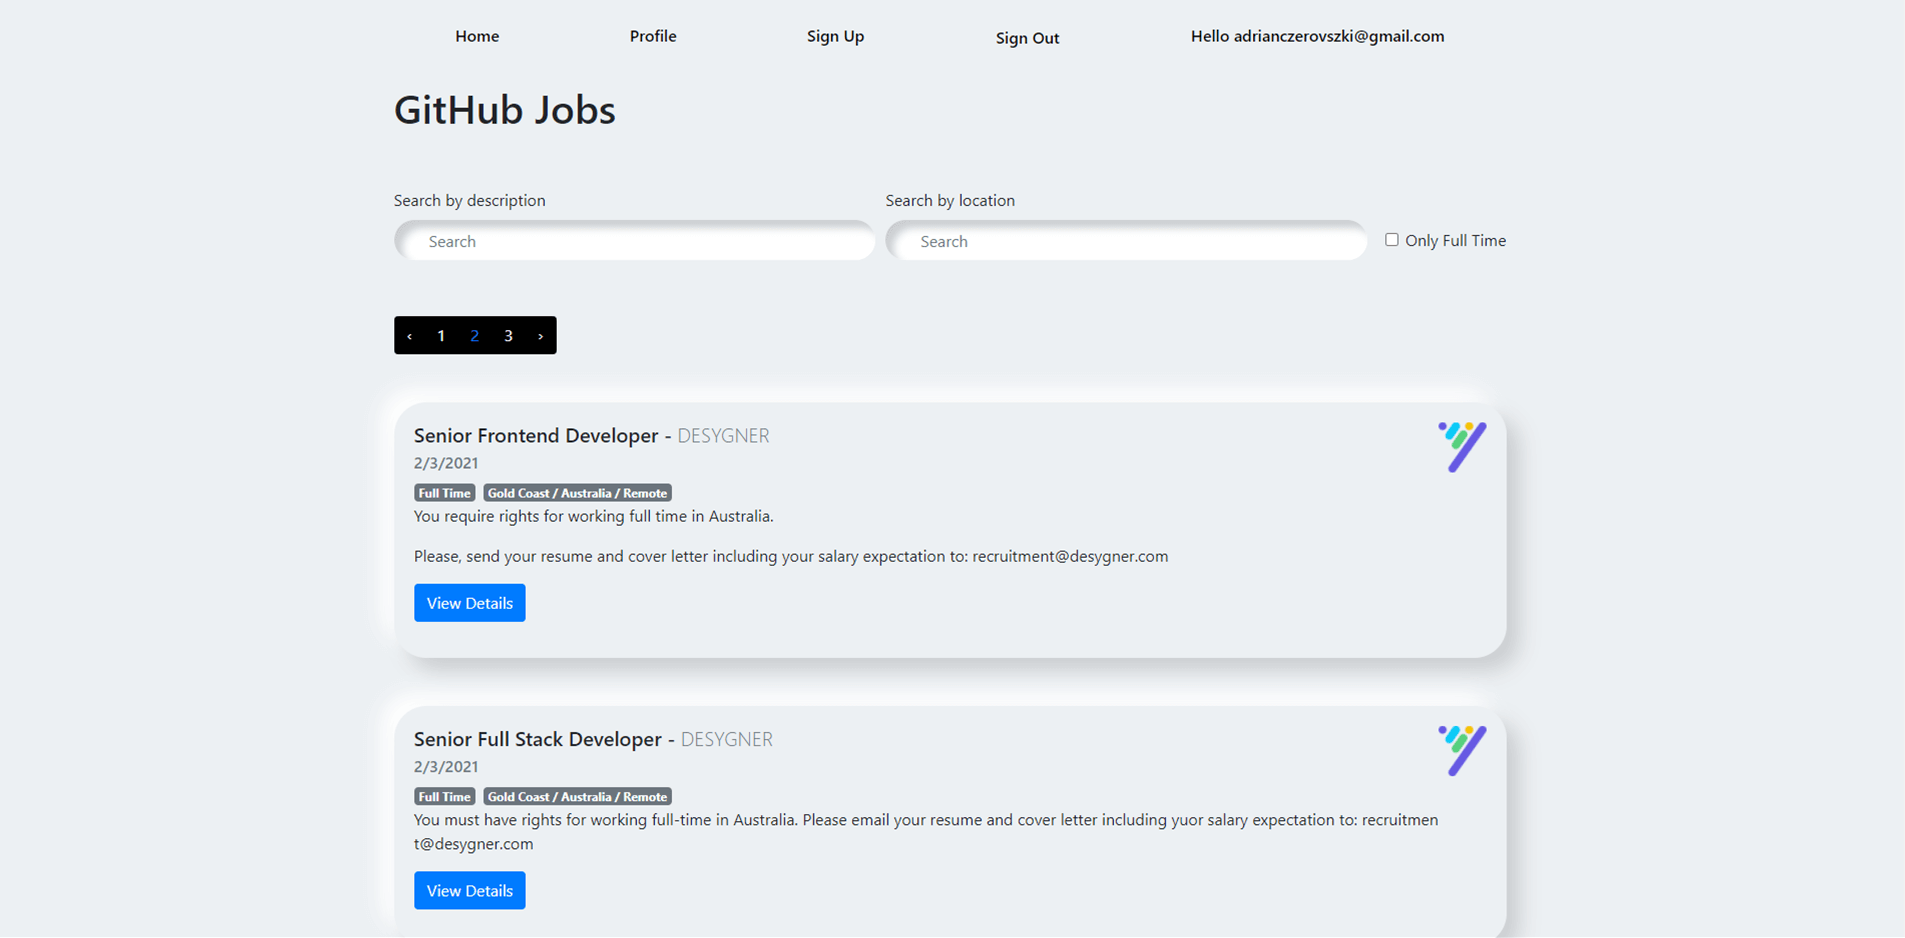 Home Profile Sign Up Sign Out Hello adrianczerovszki@gmail.com
GitHub Jobs
Search by description Search by location
Search Search Only Full Time
‹ 1 2 3 ›
Senior Frontend Developer - DESYGNER
2/3/2021
Full Time Gold Coast / Australia / Remote
You require rights for working full time in Australia.
Please, send your resume and cover letter including your salary expectation to: recruitment@desygner.com
View Details
Senior Full Stack Developer - DESYGNER
2/3/2021
Full Time Gold Coast / Australia / Remote
You must have rights for working full-time in Australia. Please email your resume and cover letter including yuor salary expectation to: recruitmen
t@desygner.com
View Details